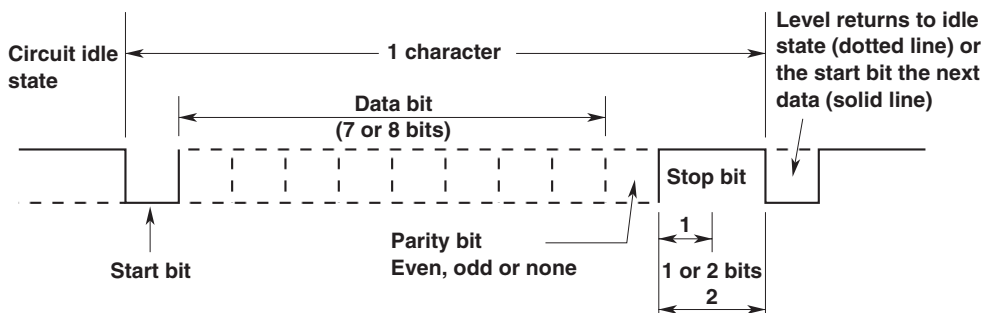 Circuit idle
state
1 character
Level returns to idle
state (dotted line) or
the start bit the next
data (solid line)
Data bit
(7 or 8 bits)
Stop bit
Start bit
Parity bit
Even, odd or none
1
1 or 2 bits
2